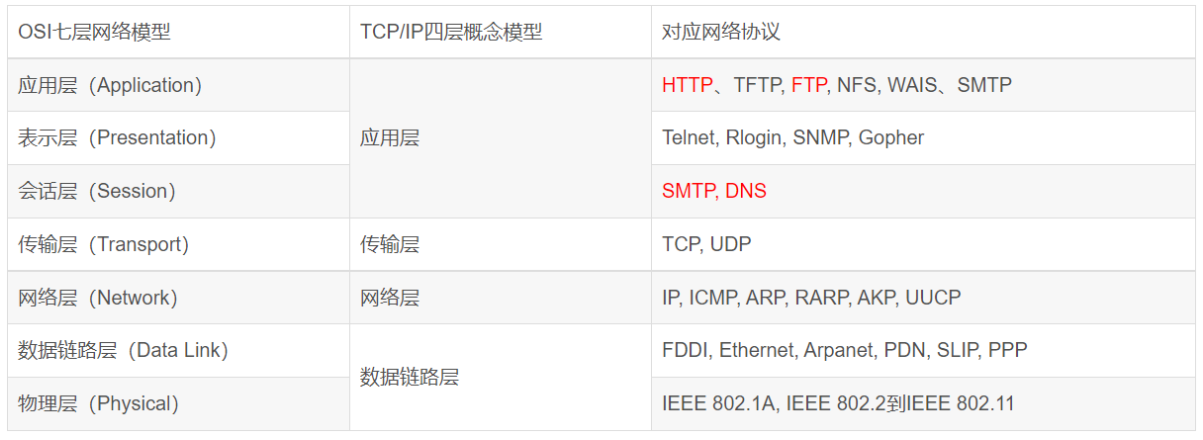 OSI七层网络模型 TCP/IP四层概念模型 对应网络协议
应用层（Application） HTTP、TFTP, FTP, NFS, WAIS、SMTP
表示层（Presentation） 应用层 Telnet, Rlogin, SNMP, Gopher
会话层（Session） SMTP, DNS
传输层（Transport） 传输层 TCP, UDP
网络层（Network） 网络层 IP, ICMP, ARP, RARP, AKP, UUCP
数据链路层（Data Link） FDDI, Ethernet, Arpanet, PDN, SLIP, PPP
数据链路层
物理层（Physical） IEEE 802.1A, IEEE 802.2到IEEE 802.11